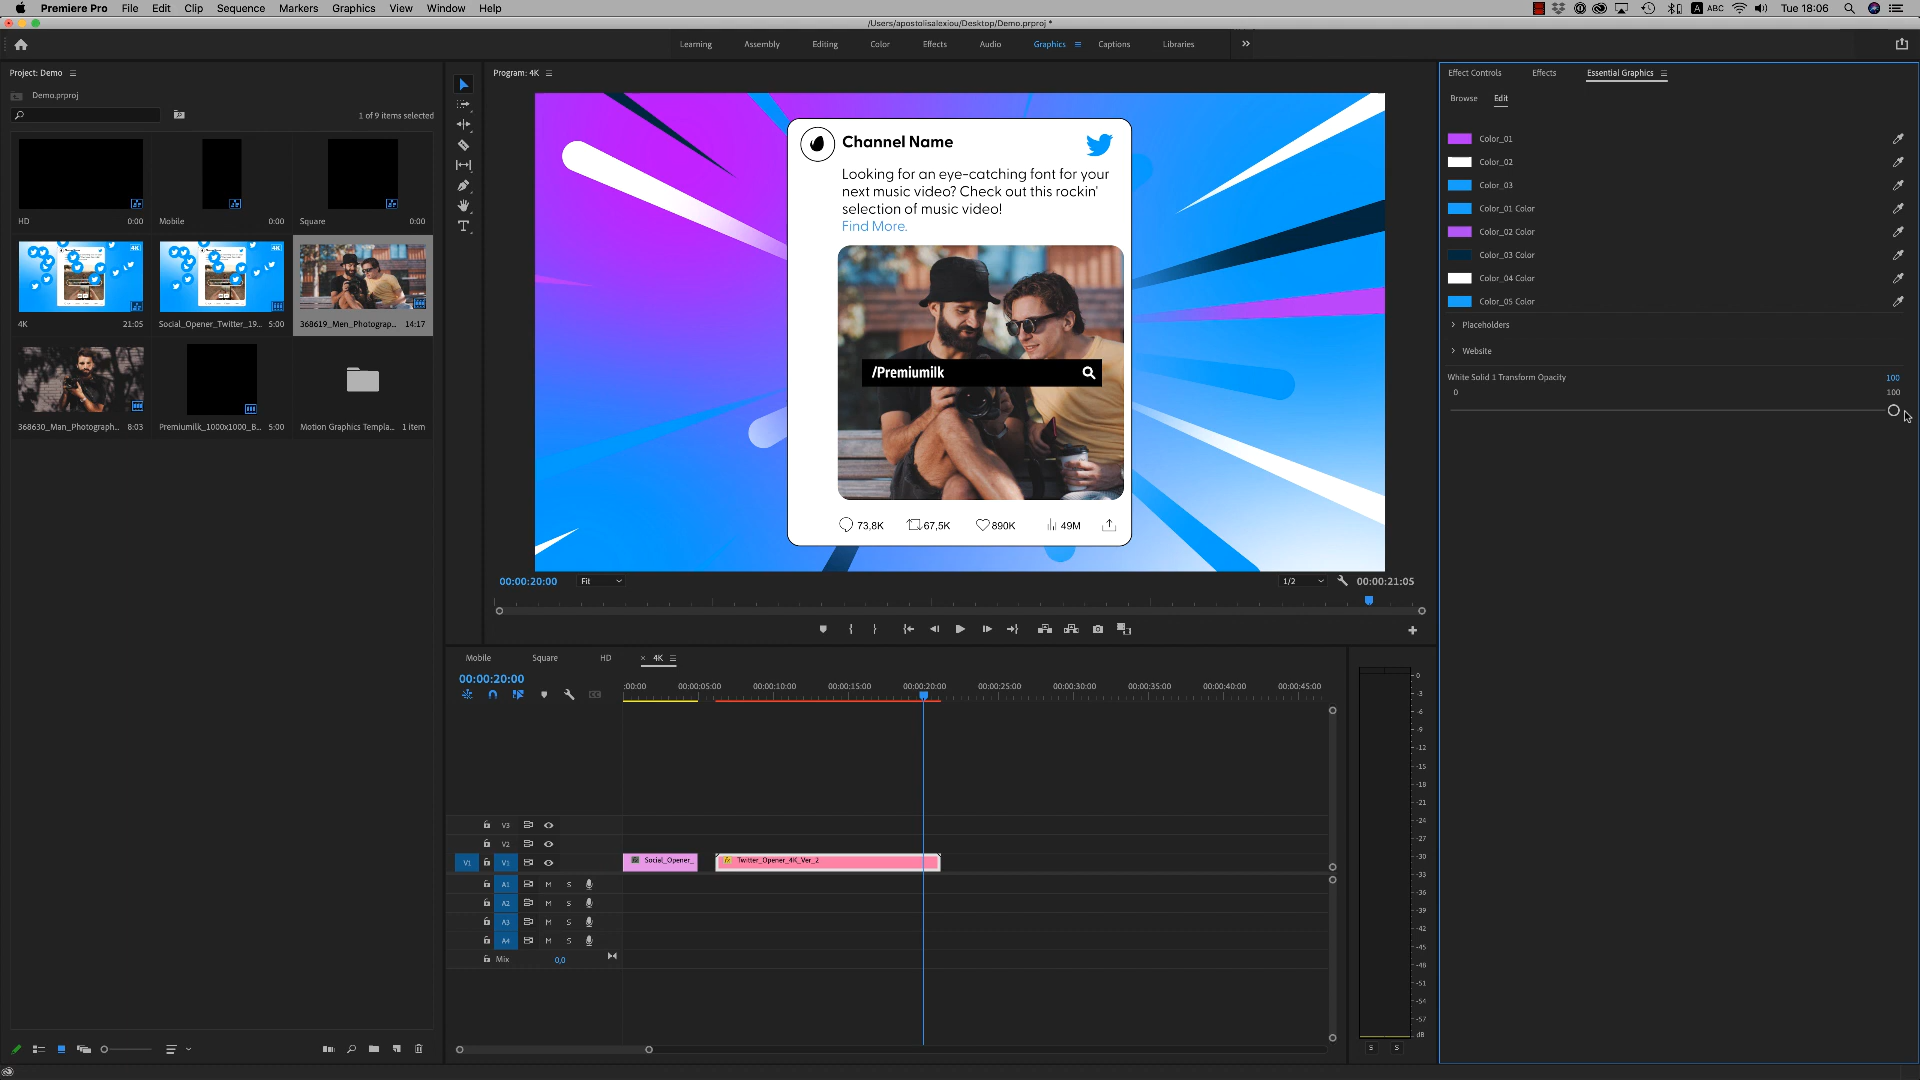 Premiere Pro File Edit Clip Sequence Markers Graphics View Window Help
A ABC Tue 18:06
/Users/apostolisalexiou/Desktop/Demo.prproj *
Learning Assembly Editing Color Effects Audio Graphics Captions Libraries
Project: Demo
Demo.prproj
1 of 9 items selected
HD 0:00
Mobile 0:00
Square 0:00
4K
4K
4K 21:05
Social_Opener_Twitter_19... 5:00
368619_Men_Photograp... 14:17
368630_Man_Photograph... 8:03
Premiumilk_1000x1000_B... 5:00
Motion Graphics Templa... 1 item
Program: 4K
Channel Name
Looking for an eye-catching font for your
next music video? Check out this rockin'
selection of music video!
Find More.
/Premiumilk
73,8K 67,5K 890K 49M
00:00:20:00 Fit 1/2 00:00:21:05
Mobile Square HD × 4K
00:00:20:00
:00:00 00:00:05:00 00:00:10:00 00:00:15:00 00:00:20:00 00:00:25:00 00:00:30:00 00:00:35:00 00:00:40:00 00:00:45:00
V3
V2
V1 V1
Social_Opener_ Twitter_Opener_4K_Ver_2
A1 M S
A2 M S
A3 M S
A4 M S
Mix 0,0
0
-3
-6
-9
-12
-15
-18
-21
-24
-27
-30
-33
-36
-39
-42
-45
-48
-51
-54
-57
dB
S S
Effect Controls Effects Essential Graphics
Browse Edit
Color_01
Color_02
Color_03
Color_01 Color
Color_02 Color
Color_03 Color
Color_04 Color
Color_05 Color
Placeholders
Website
White Solid 1 Transform Opacity 100
0 100